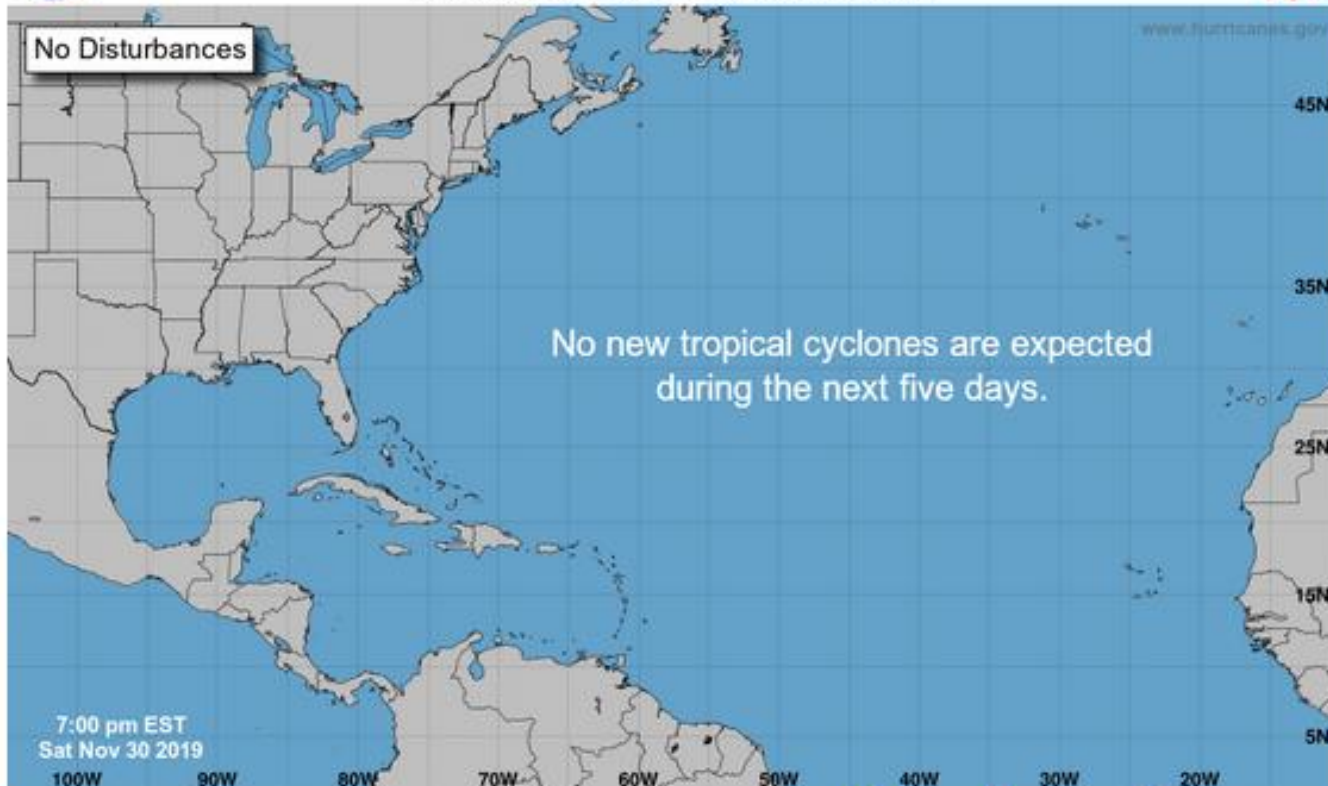 www.hurricanes.gov
No Disturbances
45N
35N
No new tropical cyclones are expected
during the next five days.
25N
15N
7:00 pm EST
Sat Nov 30 2019
5N
100W 90W 80W 70W 60W 50W 40W 30W 20W